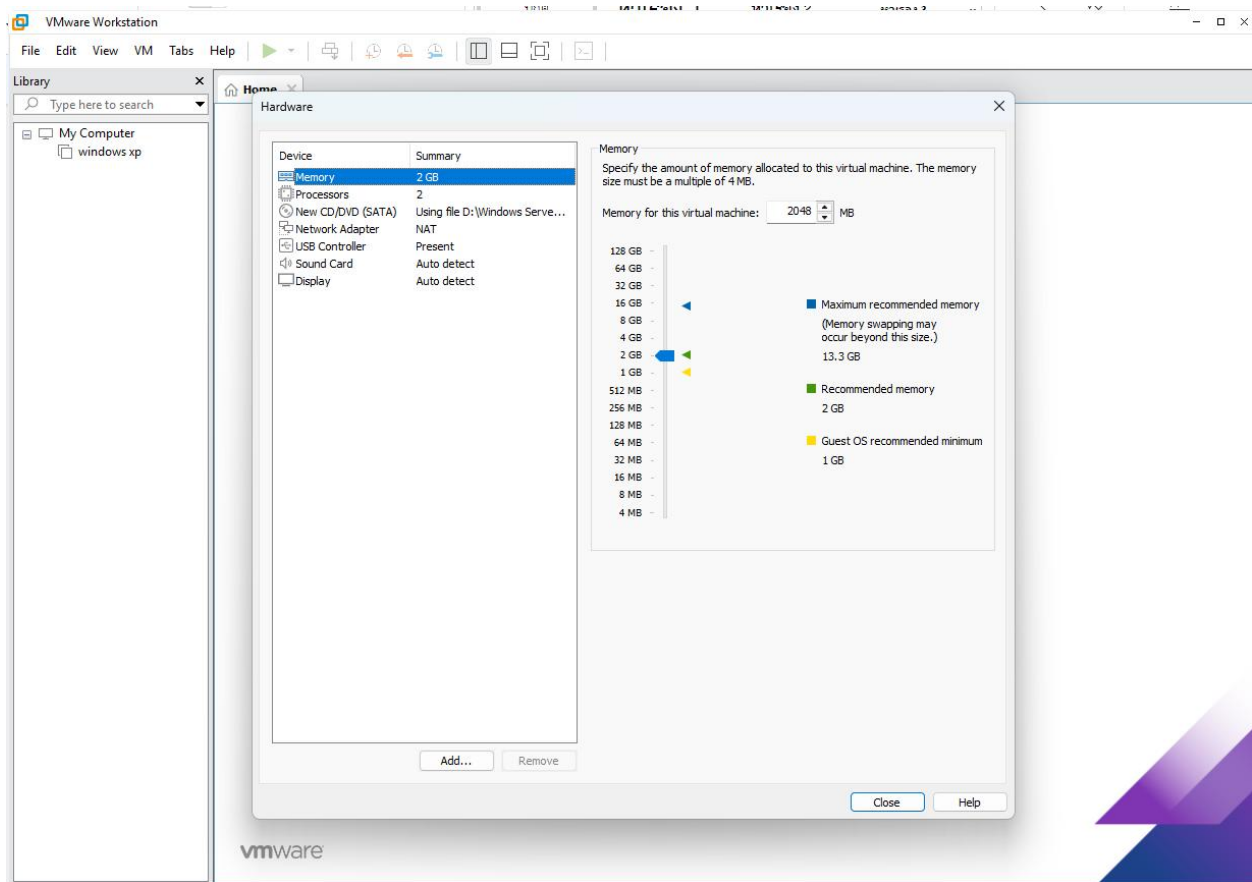 VMware Workstation
File Edit View VM Tabs Help
Library
Type here to search
My Computer
windows xp
Home
Hardware
Device Summary
Memory 2 GB
Processors 2
New CD/DVD (SATA) Using file D:\Windows Serve...
Network Adapter NAT
USB Controller Present
Sound Card Auto detect
Display Auto detect
Add... Remove
Memory
Specify the amount of memory allocated to this virtual machine. The memory
size must be a multiple of 4 MB.
Memory for this virtual machine: 2048 MB
128 GB
64 GB
32 GB
16 GB
8 GB
4 GB
2 GB
1 GB
512 MB
256 MB
128 MB
64 MB
32 MB
16 MB
8 MB
4 MB
Maximum recommended memory
(Memory swapping may
occur beyond this size.)
13.3 GB
Recommended memory
2 GB
Guest OS recommended minimum
1 GB
Close Help
vmware